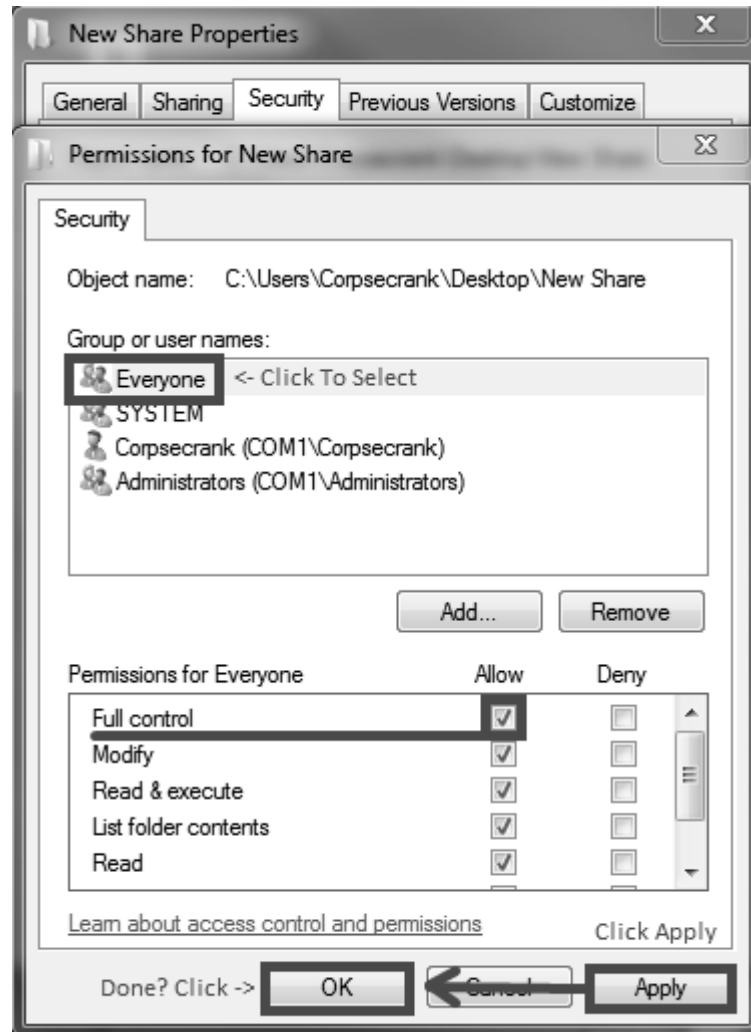 New Share Properties
General Sharing Security Previous Versions Customize
Permissions for New Share
Security
Object name: C:\Users\Corpsecrank\Desktop\New Share
Group or user names:
Everyone <- Click To Select
SYSTEM
Corpsecrank (COM1\Corpsecrank)
Administrators (COM1\Administrators)
Add... Remove
Permissions for Everyone Allow Deny
Full control
Modify
Read & execute
List folder contents
Read
Learn about access control and permissions Click Apply
Done? Click -> OK Cancel Apply